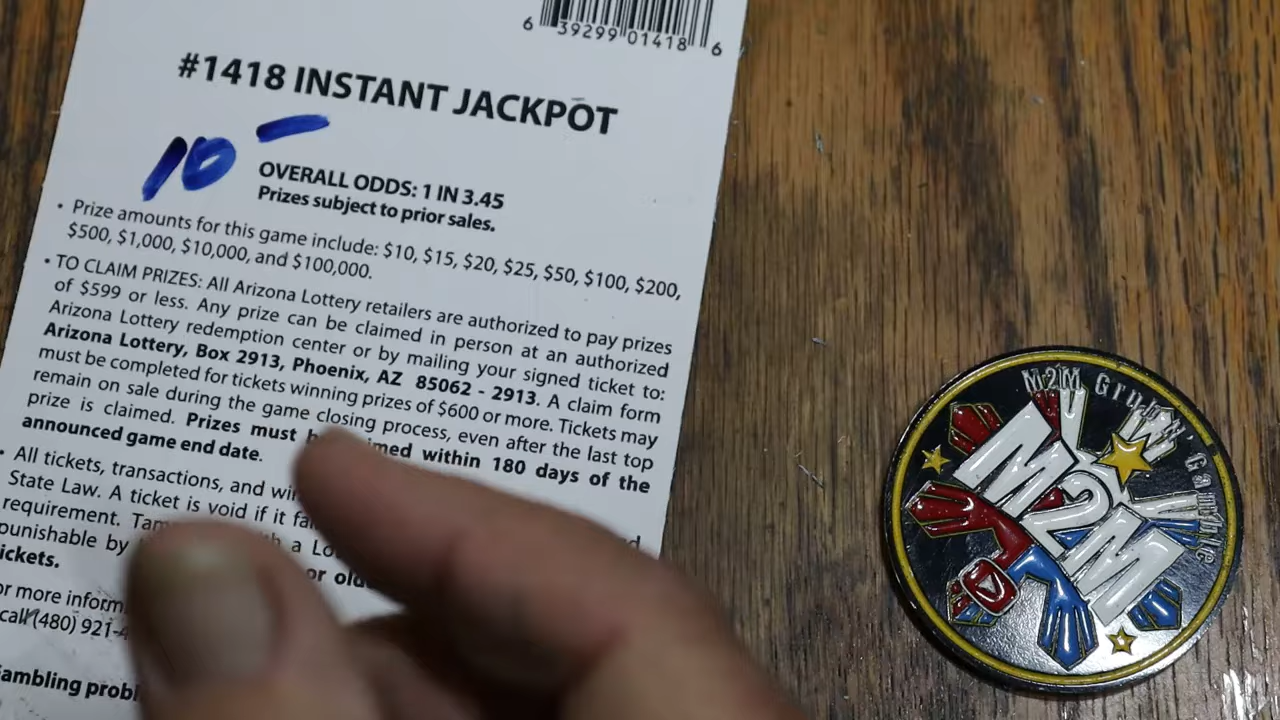 6 39299 01418 6
#1418 INSTANT JACKPOT
10 -
OVERALL ODDS: 1 IN 3.45
Prizes subject to prior sales.
• Prize amounts for this game include: $10, $15, $20, $25, $50, $100, $200,
$500, $1,000, $10,000, and $100,000.
• TO CLAIM PRIZES: All Arizona Lottery retailers are authorized to pay prizes
of $599 or less. Any prize can be claimed in person at an authorized
Arizona Lottery redemption center or by mailing your signed ticket to:
Arizona Lottery, Box 2913, Phoenix, AZ 85062 - 2913. A claim form
must be completed for tickets winning prizes of $600 or more. Tickets may
remain on sale during the game closing process, even after the last top
prize is claimed. Prizes must within 180 days of the
announced game end date.
• All tickets, transactions, and
State Law. A ticket is void if it
requirement.
punishable by a
ickets. or
or more
call (480) 921-
ambling
M2M
M2M